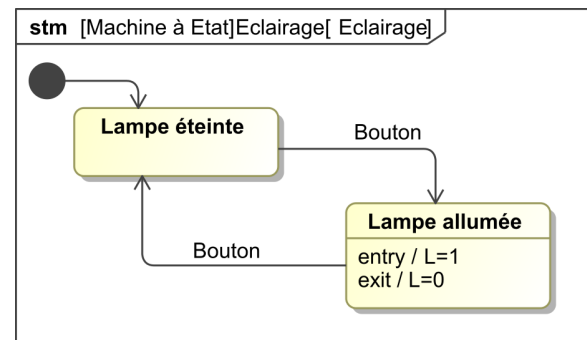 stm [Machine à Etat]Eclairage[ Eclairage]
Lampe éteinte
Bouton
Lampe allumée
entry / L=1
exit / L=0
Bouton